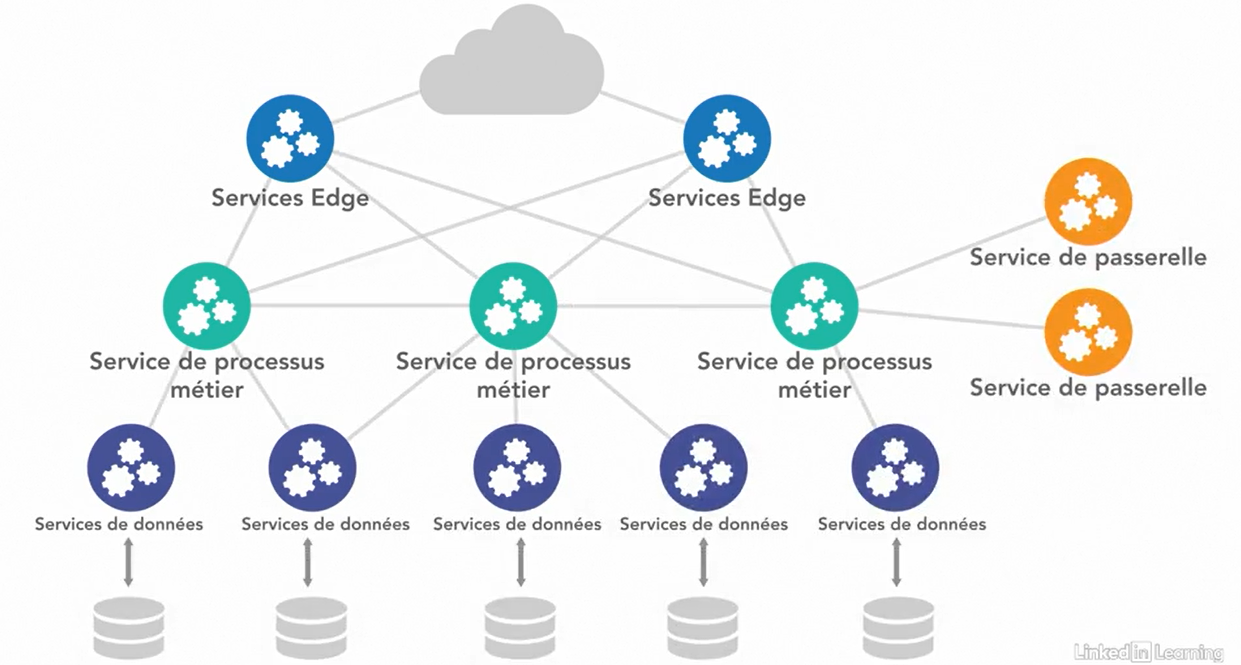 Services Edge
Services Edge
Service de passerelle
Service de processus
métier
Service de processus
métier
Service de processus
métier
Service de passerelle
Services de données
Services de données
Services de données
Services de données
Services de données
Linked in Learning